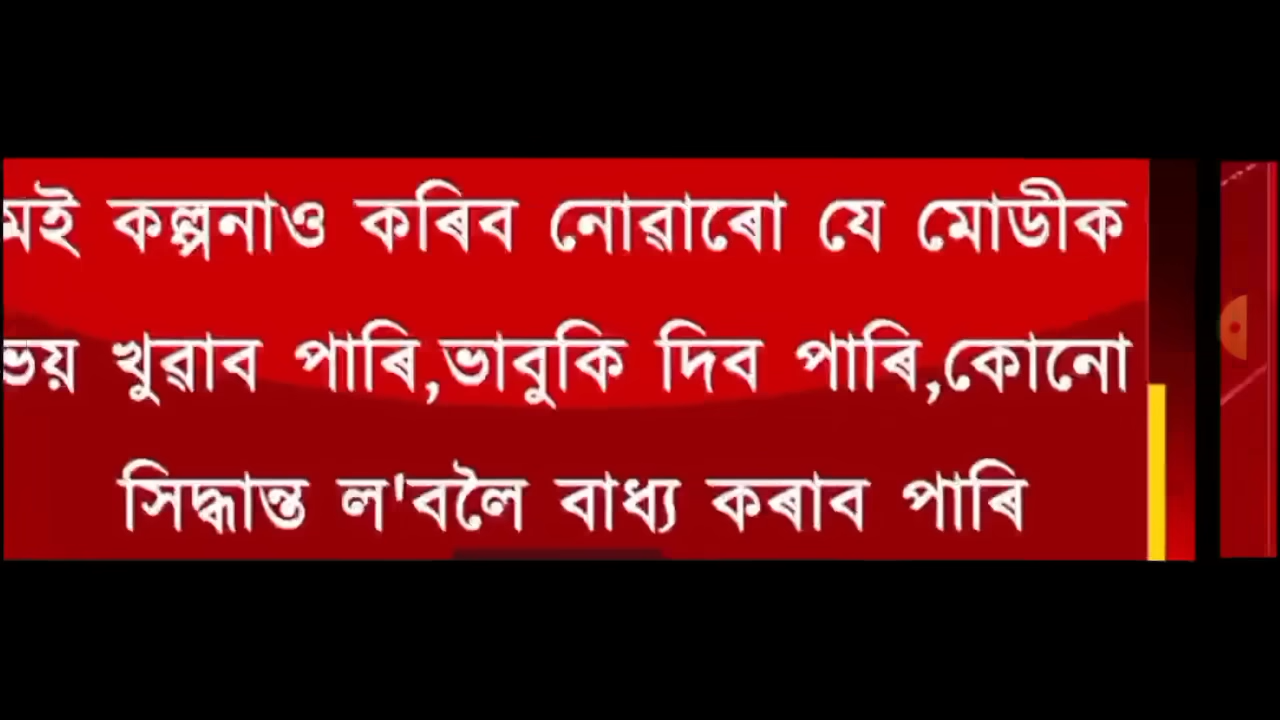 মই কল্পনাও কৰিব নোৱাৰো যে মোডীক
ভয় খুৱাব পাৰি,ভাবুকি দিব পাৰি,কোনো
সিদ্ধান্ত ল'বলৈ বাধ্য কৰাব পাৰি